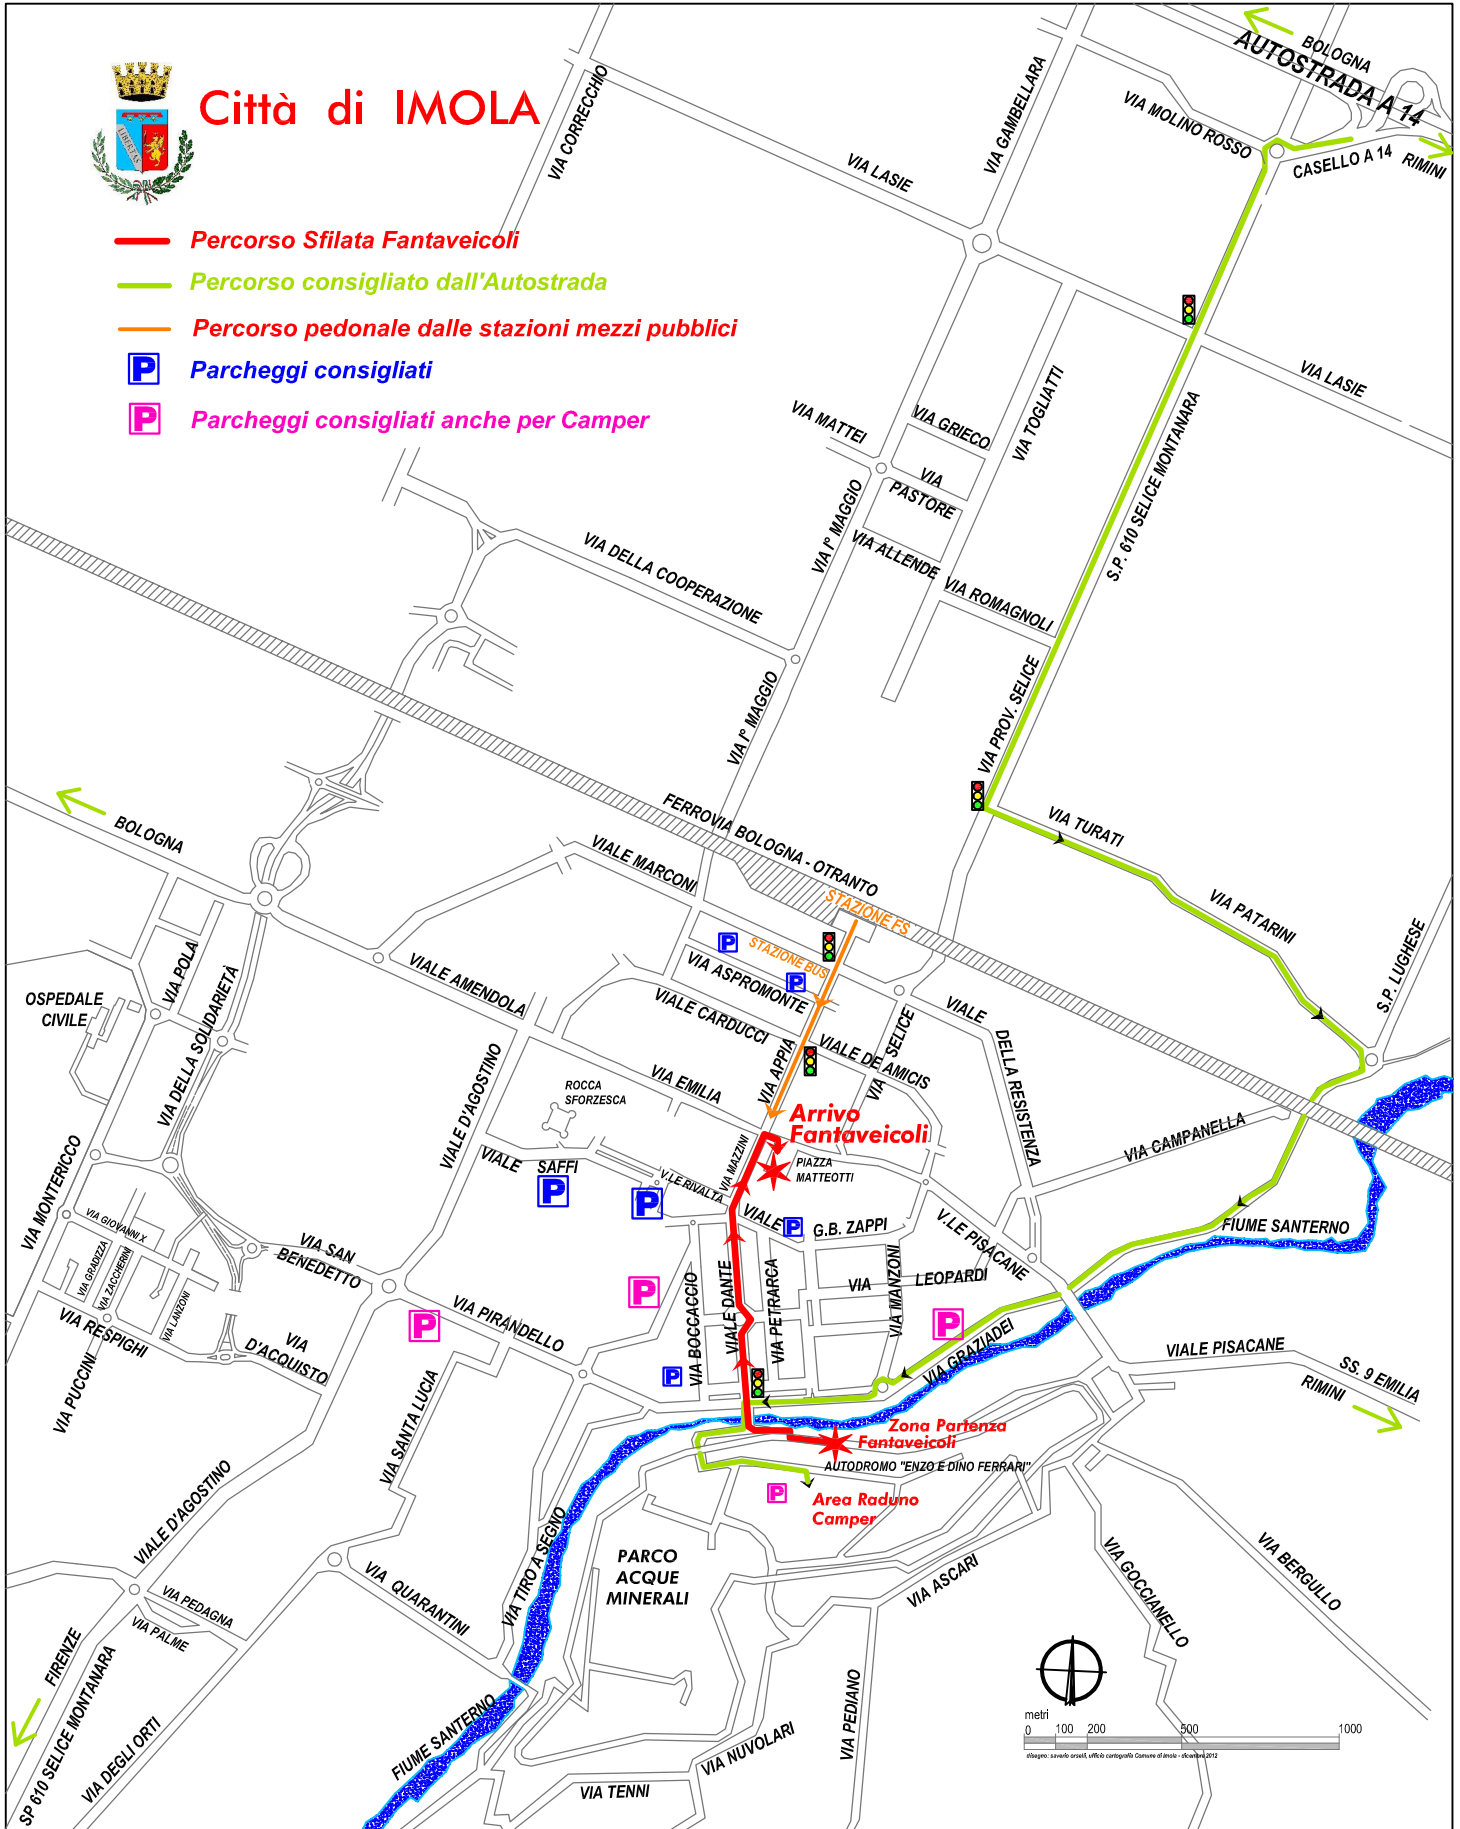 Città di IMOLA
LIBERTAS
Percorso Sfilata Fantaveicoli
Percorso consigliato dall'Autostrada
Percorso pedonale dalle stazioni mezzi pubblici
P Parcheggi consigliati
P Parcheggi consigliati anche per Camper
BOLOGNA
AUTOSTRADA A 14
RIMINI
CASELLO A 14
VIA MOLINO ROSSO
VIA GAMBELLARA
VIA CORRECCHIO
VIA LASIE
VIA LASIE
VIA TOGLIATTI
VIA GRIECO
VIA MATTEI
VIA
PASTORE
VIA ALLENDE
VIA ROMAGNOLI
VIA I° MAGGIO
S.P. 610 SELICE MONTANARA
VIA DELLA COOPERAZIONE
VIA I° MAGGIO
VIA PROV. SELICE
VIA TURATI
VIA PATARINI
S.P. LUGHESE
FERROVIA BOLOGNA - OTRANTO
BOLOGNA
VIALE MARCONI
STAZIONE FS
P
STAZIONE BUS
P
VIA ASPROMONTE
VIALE CARDUCCI
VIALE AMENDOLA
VIA POLA
OSPEDALE
CIVILE
VIA DELLA SOLIDARIETÀ
VIALE
DELLA RESISTENZA
VIA SELICE
VIALE DE AMICIS
VIA APPIA
VIA EMILIA
ROCCA
SFORZESCA
VIALE D'AGOSTINO
Arrivo
Fantaveicoli
PIAZZA
MATTEOTTI
VIA CAMPANELLA
VIALE SAFFI
P
P
V.LE RIVALTA
VIA MAZZINI
VIALE G.B. ZAPPI
P
V.LE PISACANE
FIUME SANTERNO
VIA MONTERICCO
VIA GIOVANNI X
VIA GRADIZZA
VIA ZACCHERINI
VIA LANZONI
VIA SAN
BENEDETTO
VIA LEOPARDI
VIA MANZONI
VIA PETRARCA
VIALE DANTE
VIA BOCCACCIO
P
P
P
P
VIA PIRANDELLO
VIA RESPIGHI
VIA
D'ACQUISTO
VIA PUCCINI
VIA SANTA LUCIA
VIA GRAZIADEI
VIALE PISACANE
SS. 9 EMILIA
RIMINI
Zona Partenza
Fantaveicoli
AUTODROMO "ENZO E DINO FERRARI"
P
Area Raduno
Camper
VIALE D'AGOSTINO
VIA TIRO A SEGNO
PARCO
ACQUE
MINERALI
VIA ASCARI
VIA GOCCIANELLO
VIA BERGULLO
VIA QUARANTINI
VIA PEDAGNA
VIA PALME
FIRENZE
SP 610 SELICE MONTANARA
VIA DEGLI ORTI
FIUME SANTERNO
VIA TENNI
VIA NUVOLARI
VIA PEDIANO
metri
0 100 200 500 1000
disegno: saverio orselli, ufficio cartografia Comune di Imola - dicembre 2012